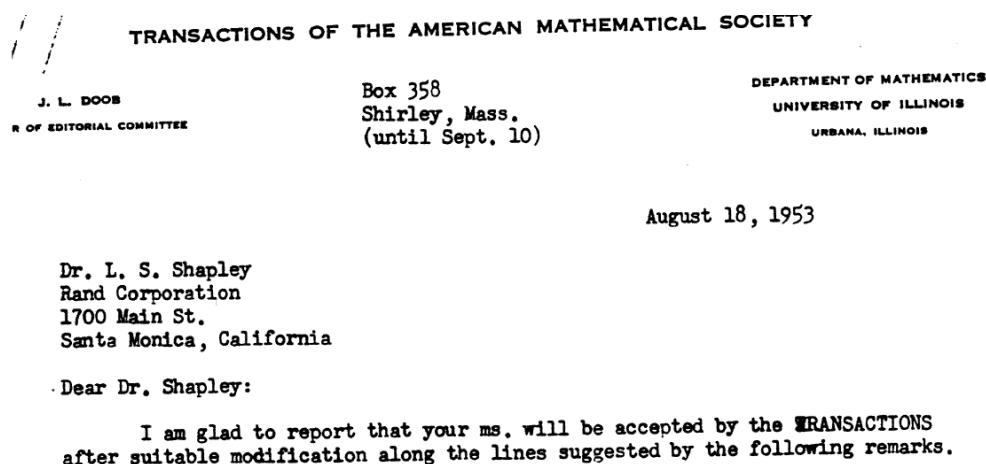 TRANSACTIONS OF THE AMERICAN MATHEMATICAL SOCIETY
J. L. DOOB
R OF EDITORIAL COMMITTEE
Box 358
Shirley, Mass.
(until Sept. 10)
DEPARTMENT OF MATHEMATICS
UNIVERSITY OF ILLINOIS
URBANA, ILLINOIS
August 18, 1953
Dr. L. S. Shapley
Rand Corporation
1700 Main St.
Santa Monica, California
Dear Dr. Shapley:
I am glad to report that your ms. will be accepted by the TRANSACTIONS
after suitable modification along the lines suggested by the following remarks.